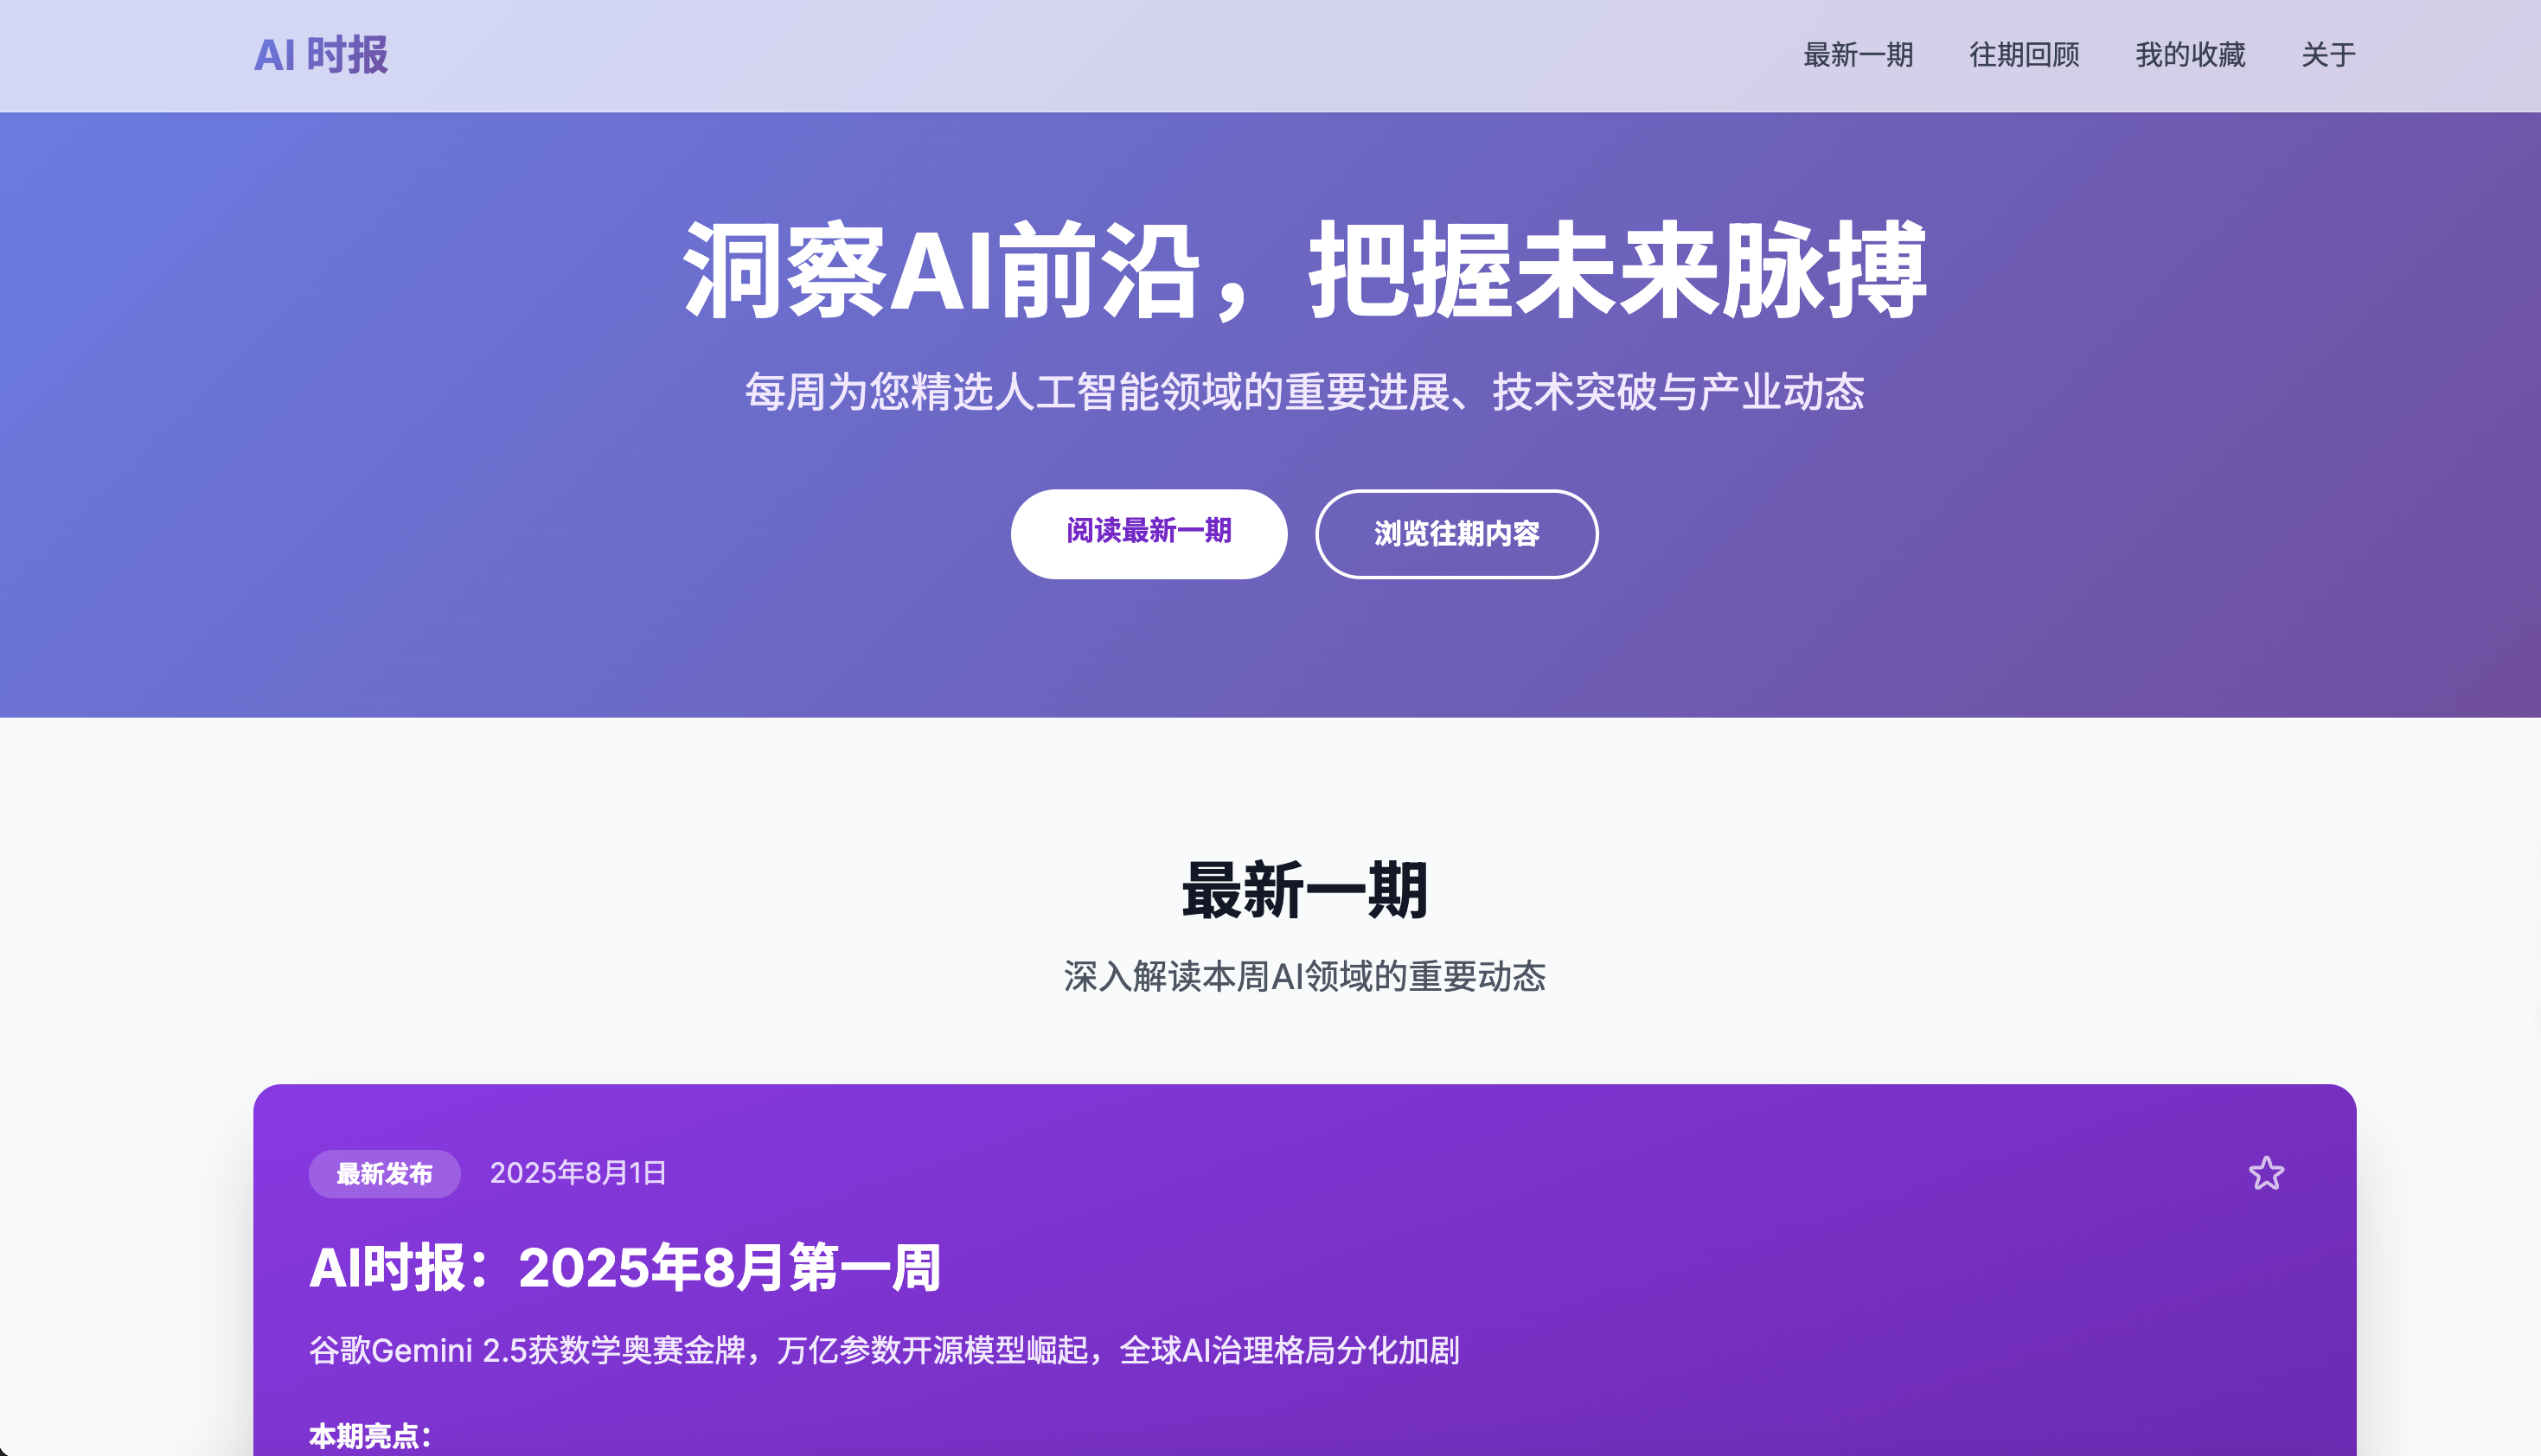 AI 时报
最新一期 往期回顾 我的收藏 关于
洞察AI前沿，把握未来脉搏
每周为您精选人工智能领域的重要进展、技术突破与产业动态
阅读最新一期 浏览往期内容
最新一期
深入解读本周AI领域的重要动态
最新发布 2025年8月1日
AI时报：2025年8月第一周
谷歌Gemini 2.5获数学奥赛金牌，万亿参数开源模型崛起，全球AI治理格局分化加剧
本期亮点：